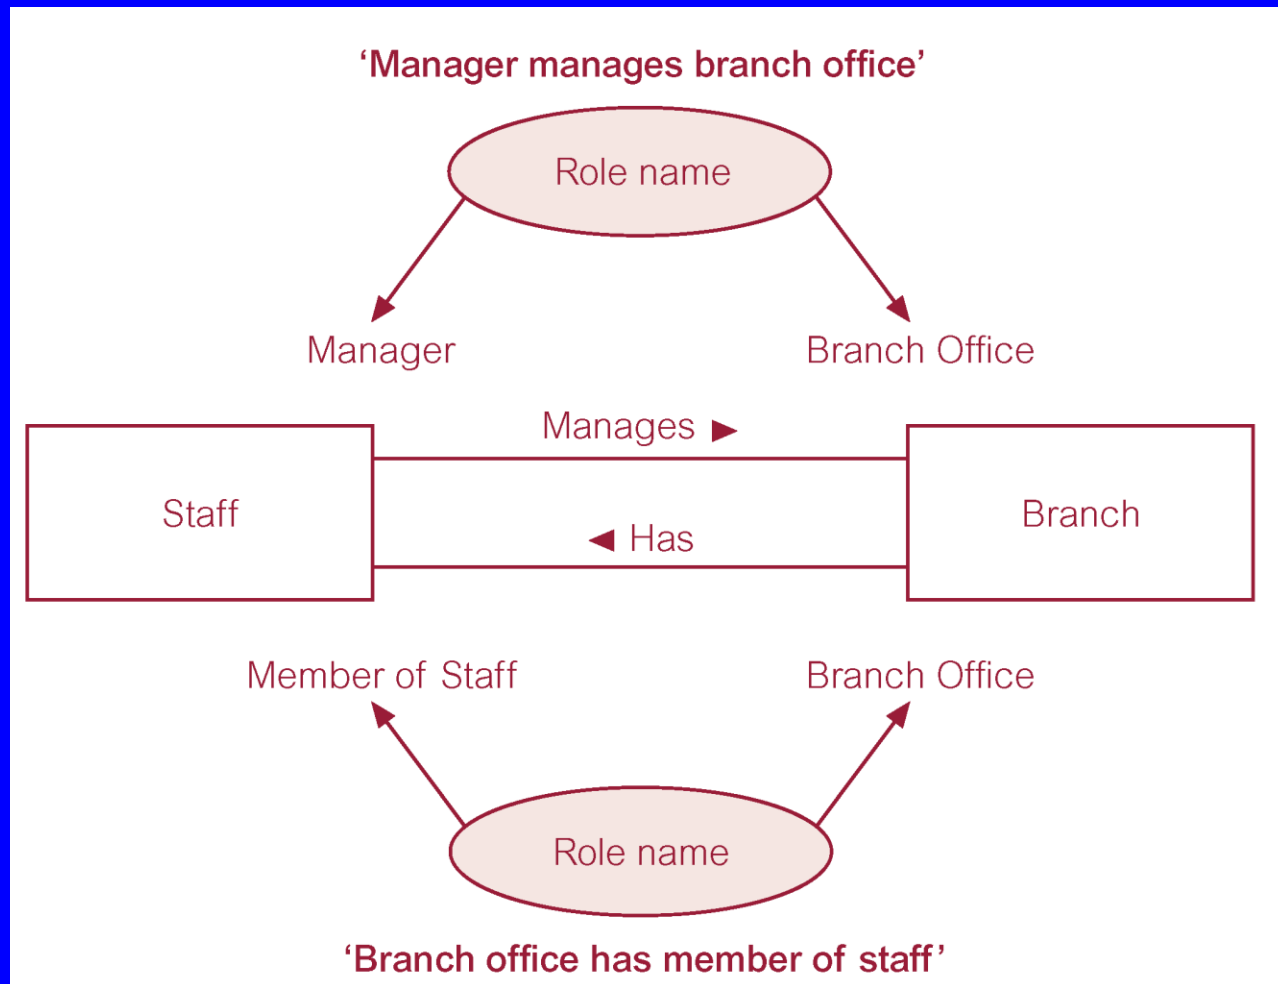 ‘Manager manages branch office’
Role name
Manager
Branch Office
Manages ►
Staff
Branch
◄ Has
Member of Staff
Branch Office
Role name
‘Branch office has member of staff’